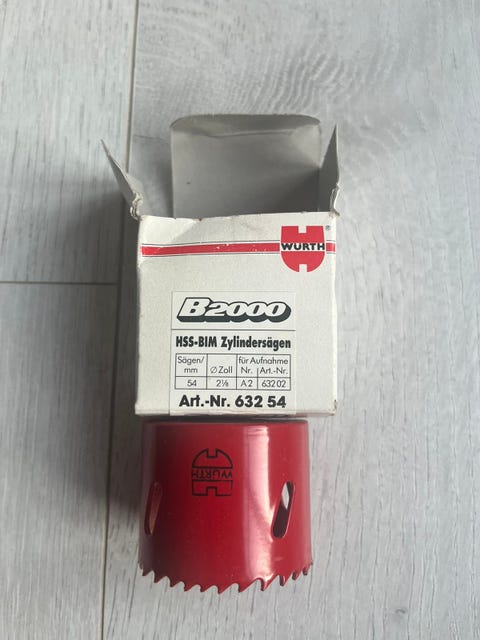 WÜRTH
®
B2000
HSS-BIM Zylindersägen
Sägen/ mm ⌀ Zoll für Aufnahme Nr. Art.-Nr.
54 2⅛ A2 632 02
Art.-Nr. 632 54
WÜRTH